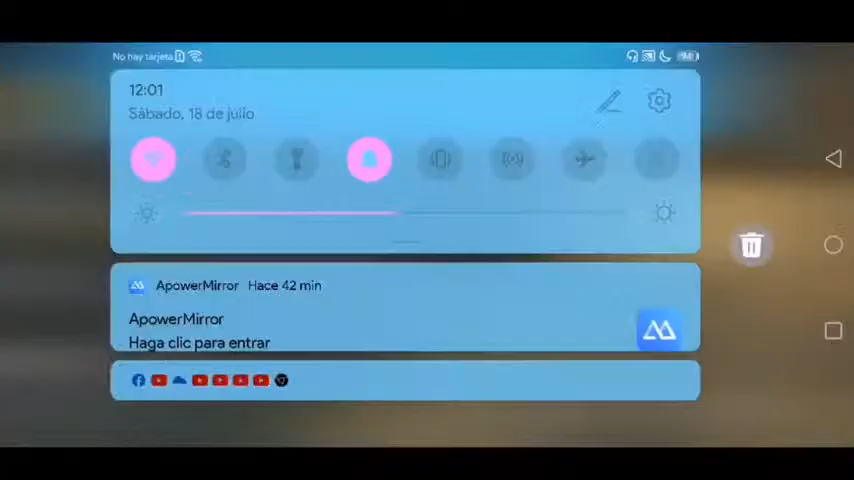 No hay tarjeta
12:01
Sábado, 18 de julio
ApowerMirror Hace 42 min
ApowerMirror
Haga clic para entrar